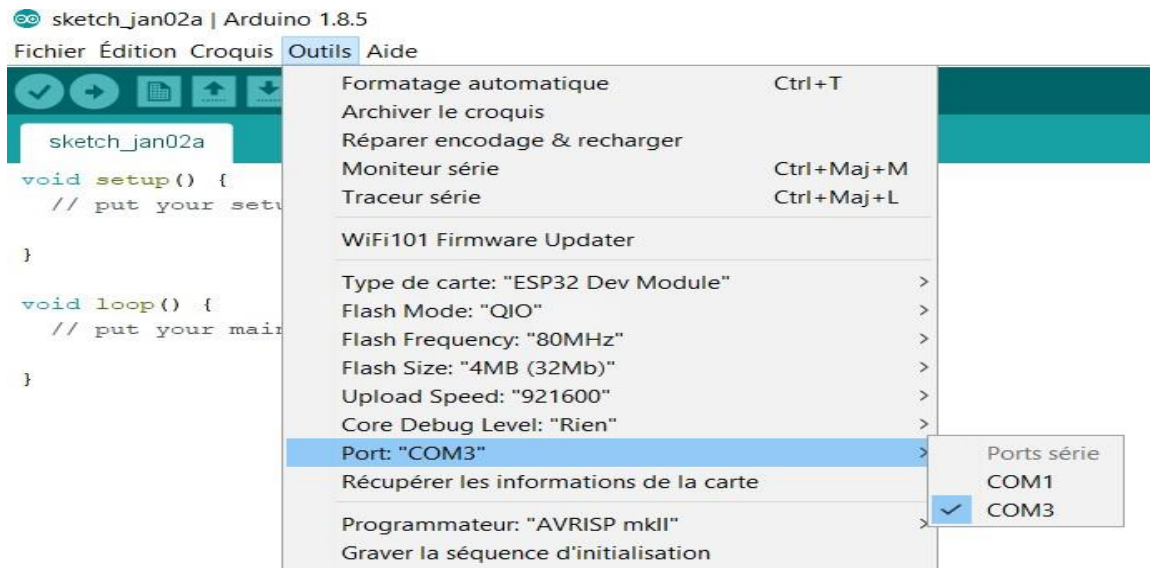 sketch_jan02a | Arduino 1.8.5
Fichier Édition Croquis Outils Aide
sketch_jan02a
void setup() {
// put your setu
}
void loop() {
// put your main
}
Formatage automatique Ctrl+T
Archiver le croquis
Réparer encodage & recharger
Moniteur série Ctrl+Maj+M
Traceur série Ctrl+Maj+L
WiFi101 Firmware Updater
Type de carte: "ESP32 Dev Module"
Flash Mode: "QIO"
Flash Frequency: "80MHz"
Flash Size: "4MB (32Mb)"
Upload Speed: "921600"
Core Debug Level: "Rien"
Port: "COM3"
Récupérer les informations de la carte
Programmateur: "AVRISP mkII"
Graver la séquence d'initialisation
Ports série
COM1
COM3